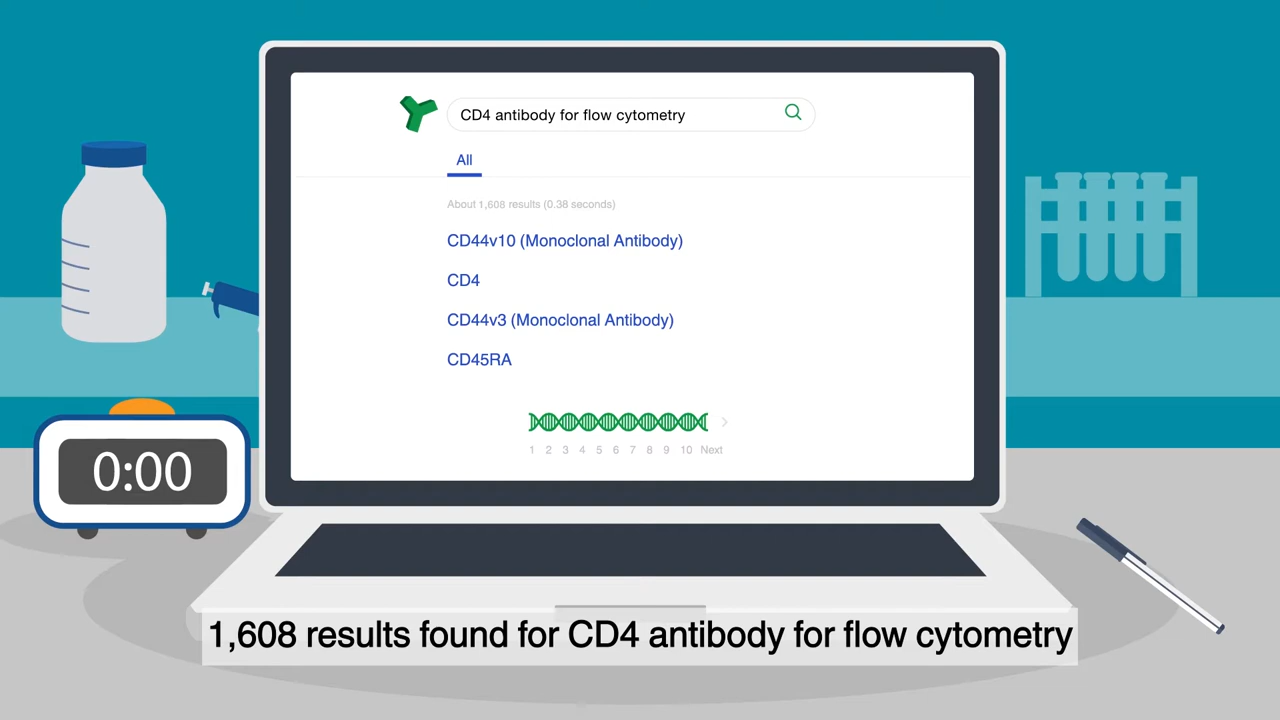 CD4 antibody for flow cytometry
All
About 1,608 results (0.38 seconds)
CD44v10 (Monoclonal Antibody)
CD4
CD44v3 (Monoclonal Antibody)
CD45RA
1 2 3 4 5 6 7 8 9 10 Next
0:00
1,608 results found for CD4 antibody for flow cytometry